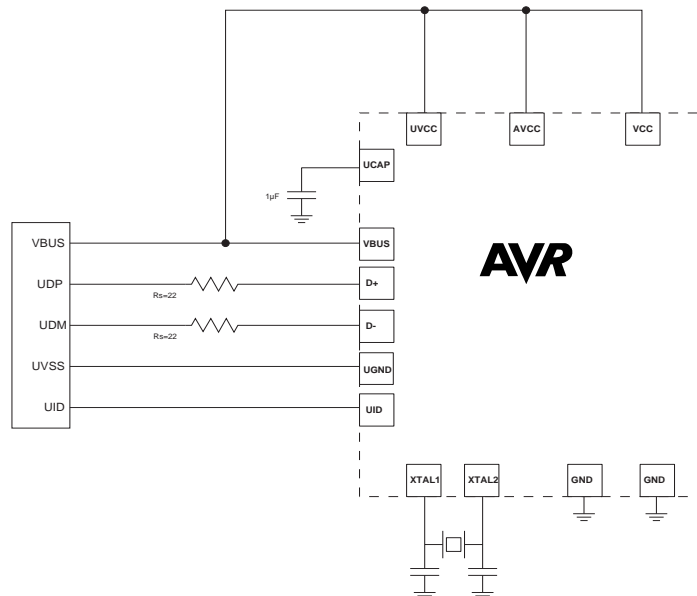 UVCC
AVCC
VCC
UCAP
1µF
VBUS
VBUS
UDP
Rs=22
D+
AVR
UDM
Rs=22
D-
UVSS
UGND
UID
UID
XTAL1
XTAL2
GND
GND